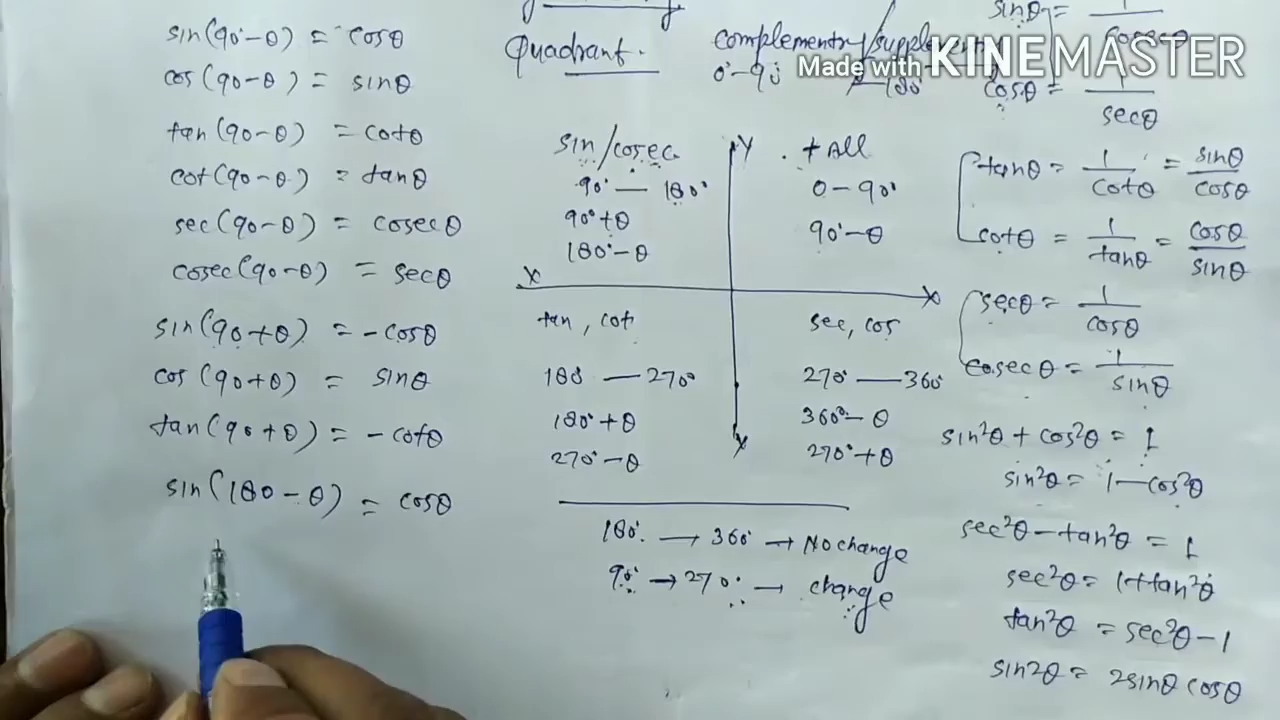 sin(90°-θ) = cosθ
cos(90-θ) = sinθ
tan(90-θ) = cotθ
cot(90-θ) = tanθ
sec(90-θ) = cosecθ
cosec(90-θ) = secθ
sin(90+θ) = -cosθ
cos(90+θ) = sinθ
tan(90+θ) = -cotθ
sin(180-θ) = cosθ
Quadrant.
complementry/supplementry
0°-90°
sin/cosec
90° — 180°
90°+θ
180°-θ
Y
+ All
0-90°
90°-θ
X
X
tan, cot
180 — 270°
180°+θ
270°-θ
sec, cos
270° — 360°
360°-θ
270°+θ
Y
180° → 360° → No change
90° → 270° → change
Made with KINEMASTER
sinθ = 1/cosecθ
cosθ = 1/secθ
tanθ = 1/cotθ = sinθ/cosθ
cotθ = 1/tanθ = cosθ/sinθ
secθ = 1/cosθ
cosecθ = 1/sinθ
sin²θ + cos²θ = 1
sin²θ = 1-cos²θ
sec²θ-tan²θ = 1
sec²θ = 1+tan²θ
tan²θ = sec²θ-1
sin2θ = 2sinθ cosθ